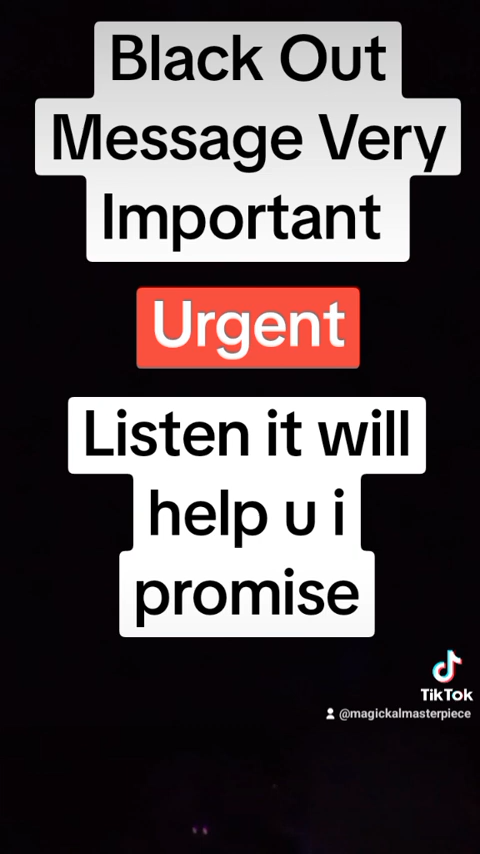 Black Out
Message Very
Important
Urgent
Listen it will
help u i
promise
TikTok
@magickalmasterpiece